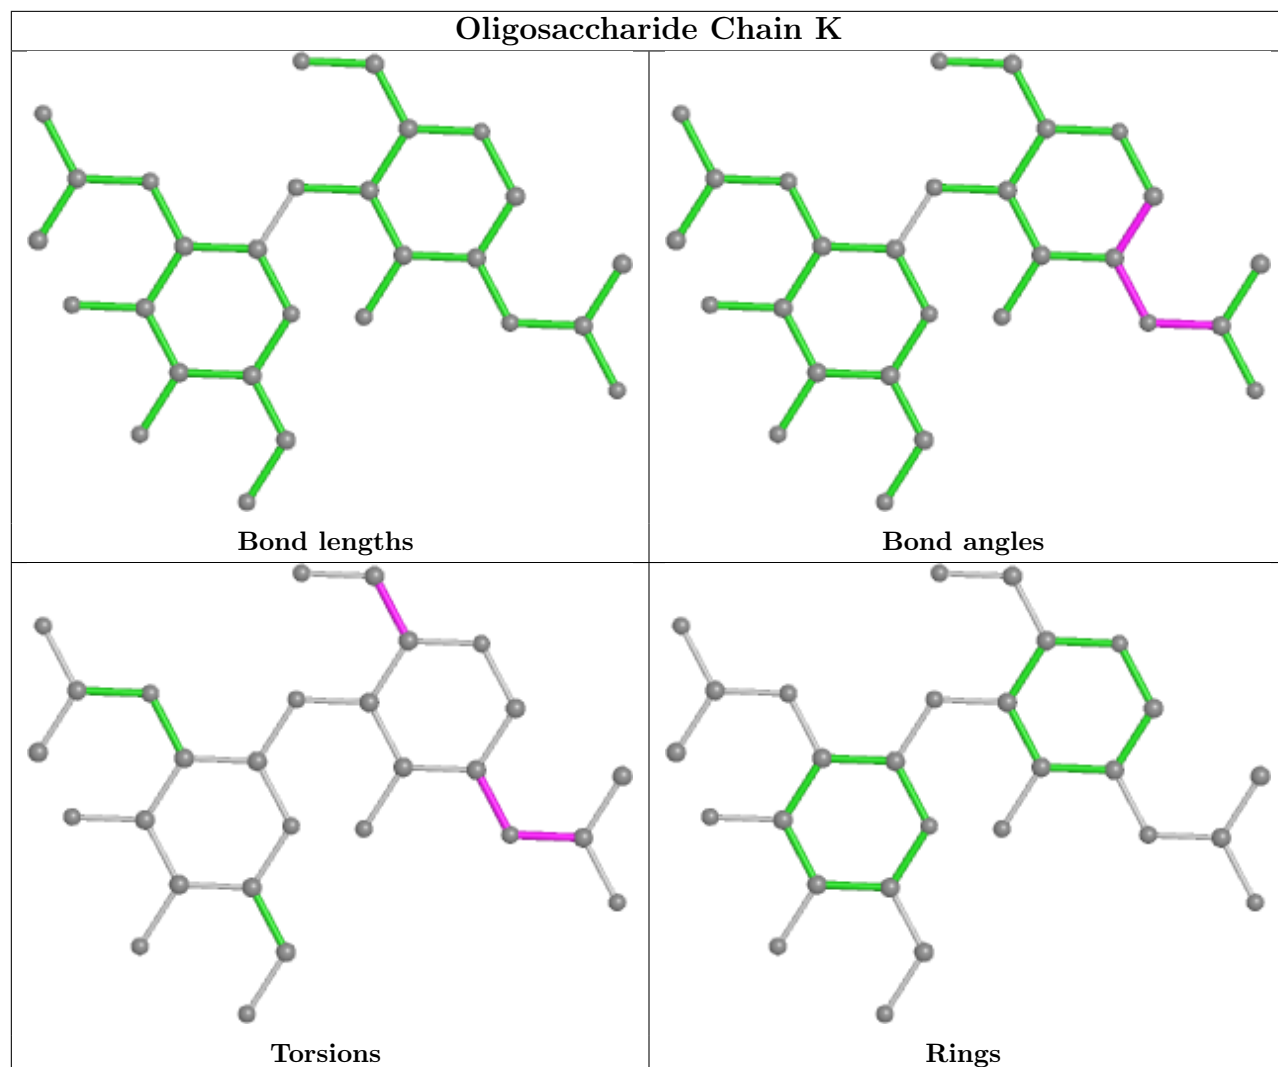 Oligosaccharide Chain K
Bond lengths
Bond angles
Torsions
Rings